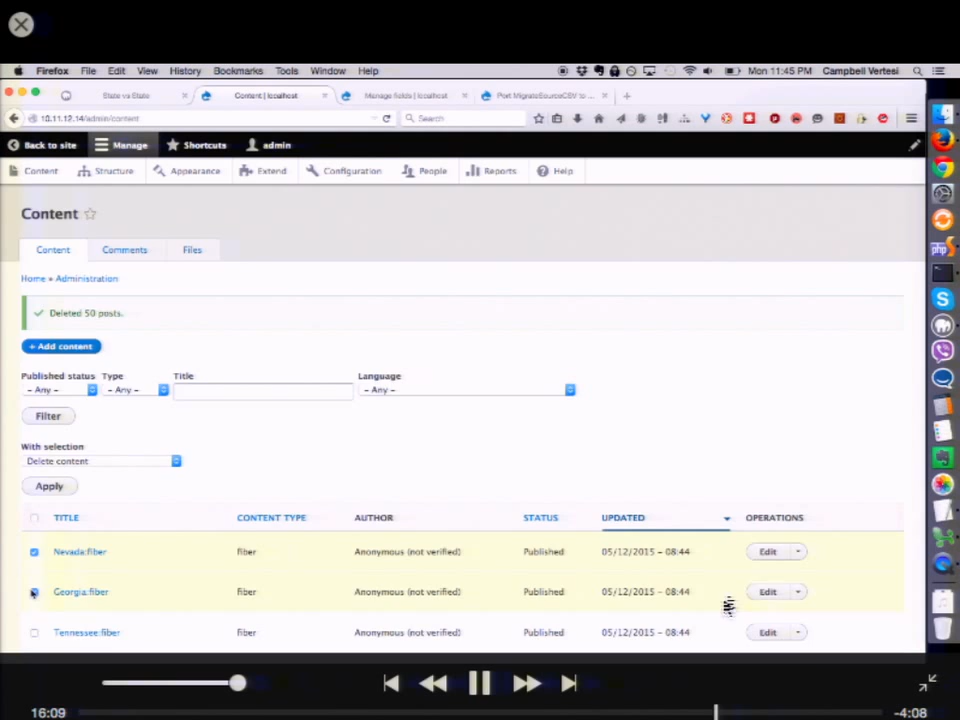 Firefox File Edit View History Bookmarks Tools Window Help Mon 11:45 PM Campbell Vertesi
State vs State Content | localhost Manage fields | localhost Port MigrateSourceCSV to ...
10.11.12.14/admin/content Search
Back to site Manage Shortcuts admin
Content Structure Appearance Extend Configuration People Reports Help
Content
Content Comments Files
Home » Administration
Deleted 50 posts.
+ Add content
Published status Type Title Language
- Any - - Any - - Any -
Filter
With selection
Delete content
Apply
TITLE CONTENT TYPE AUTHOR STATUS UPDATED OPERATIONS
Nevada:fiber fiber Anonymous (not verified) Published 05/12/2015 - 08:44 Edit
Georgia:fiber fiber Anonymous (not verified) Published 05/12/2015 - 08:44 Edit
Tennessee:fiber fiber Anonymous (not verified) Published 05/12/2015 - 08:44 Edit
php
16:09 -4:08